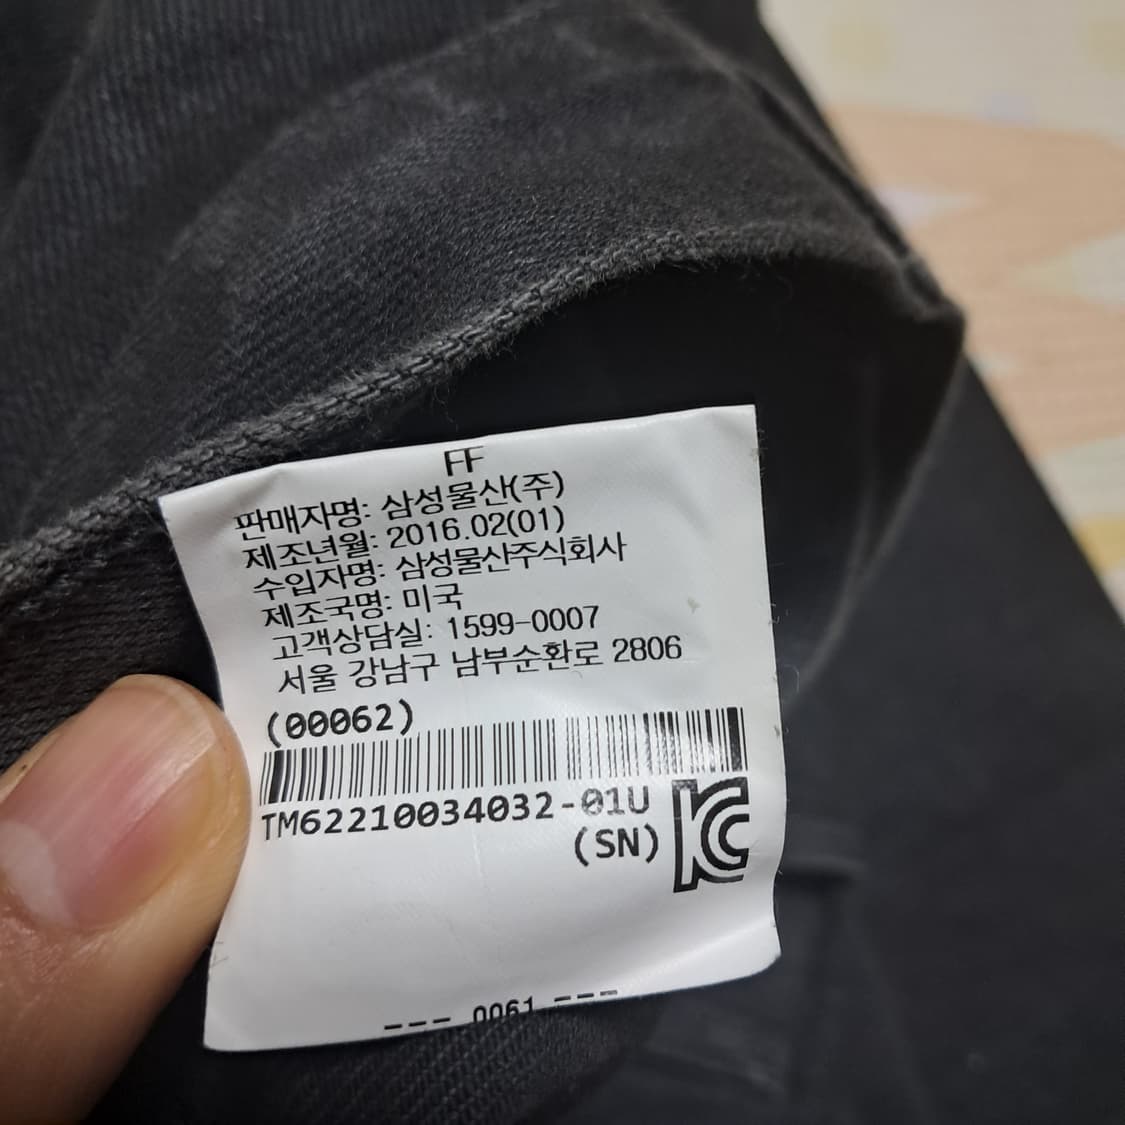 FF
판매자명: 삼성물산(주)
제조년월: 2016.02(01)
수입자명: 삼성물산주식회사
제조국명: 미국
고객상담실: 1599-0007
서울 강남구 남부순환로 2806
(00062)
TM62210034032-01U
(SN)
KC
--- 0061 ---